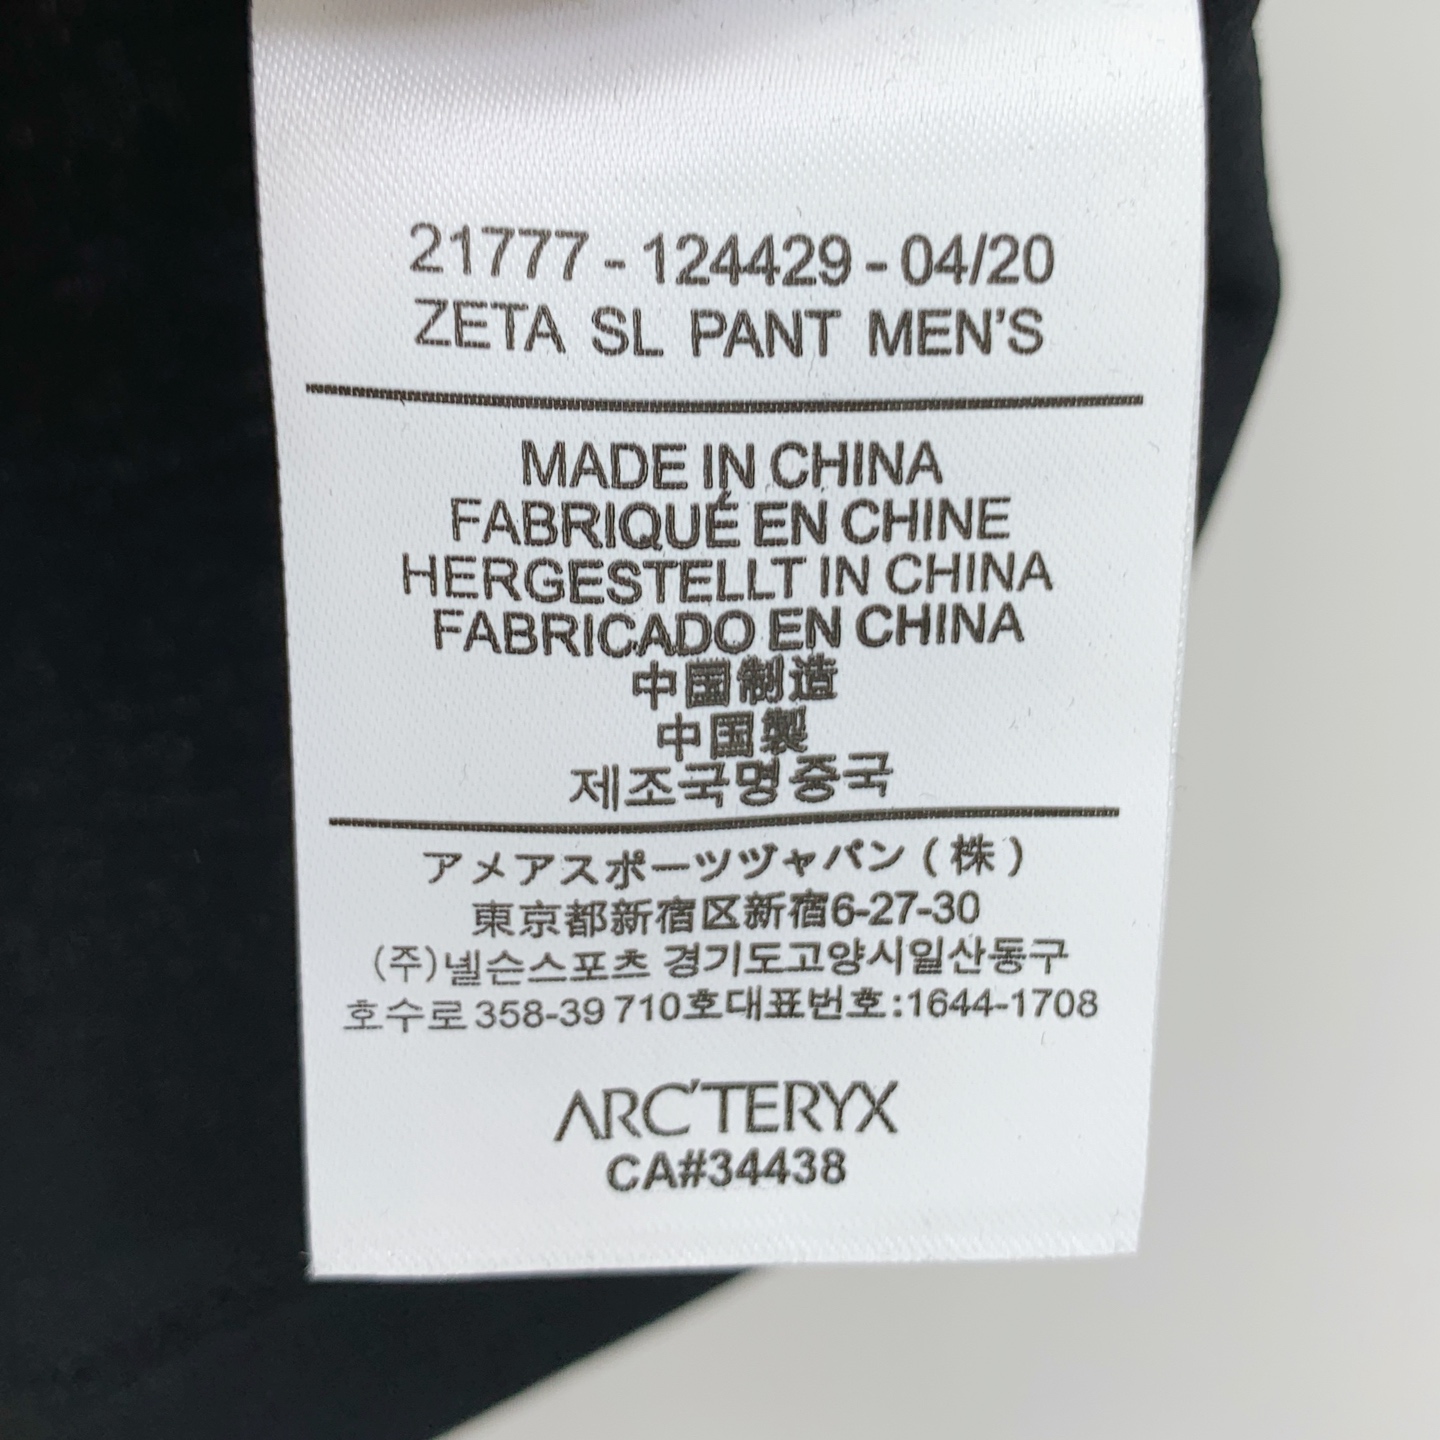 21777 - 124429 - 04/20
ZETA SL PANT MEN'S
MADE IN CHINA
FABRIQUÉ EN CHINE
HERGESTELLT IN CHINA
FABRICADO EN CHINA
中国制造
中国製
제조국명 중국
アメアスポーツヅャパン ( 株 )
東京都新宿区新宿6-27-30
(주)넬슨스포츠 경기도고양시일산동구
호수로 358-39 710호대표번호:1644-1708
ARC'TERYX
CA#34438